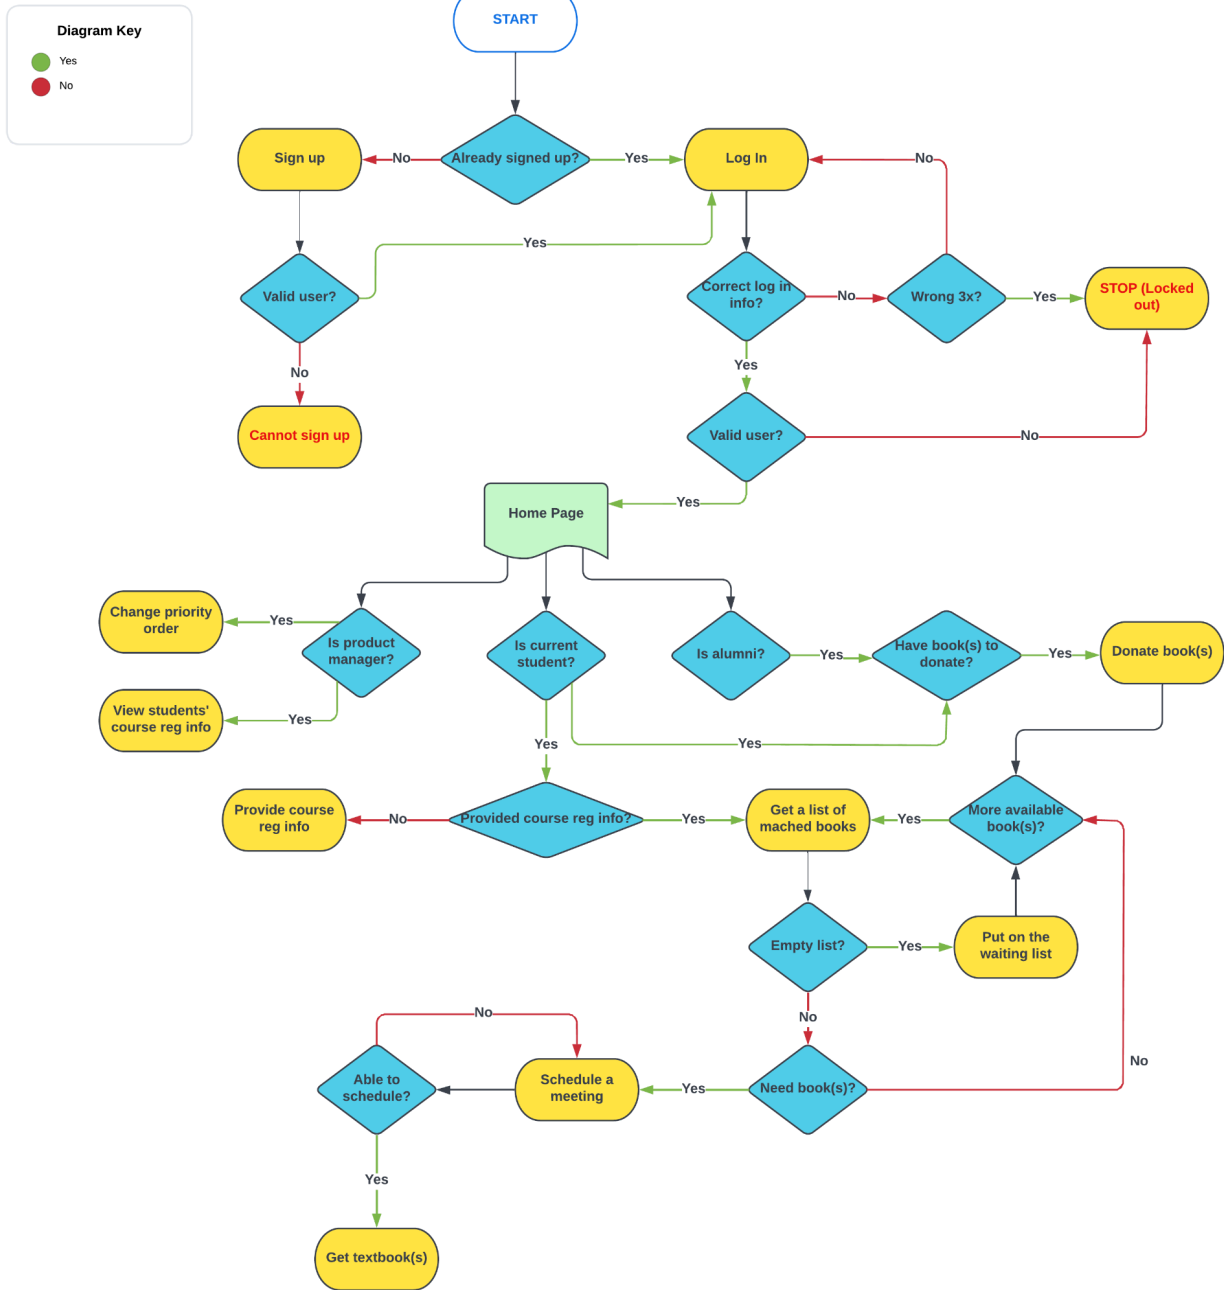 START
Diagram Key
Yes
No
Sign up
No
Already signed up?
Yes
Log In
No
Yes
Valid user?
Correct log in
info?
No
Wrong 3x?
Yes
STOP (Locked
out)
No
Yes
Cannot sign up
Valid user?
No
Yes
Home Page
Change priority
order
Yes
Is product
manager?
Is current
student?
Is alumni?
Yes
Have book(s) to
donate?
Yes
Donate book(s)
View students'
course reg info
Yes
Yes
Yes
Provide course
reg info
No
Provided course reg info?
Yes
Get a list of
mached books
Yes
More available
book(s)?
Empty list?
Yes
Put on the
waiting list
No
No
No
Able to
schedule?
Schedule a
meeting
Yes
Need book(s)?
Yes
Get textbook(s)